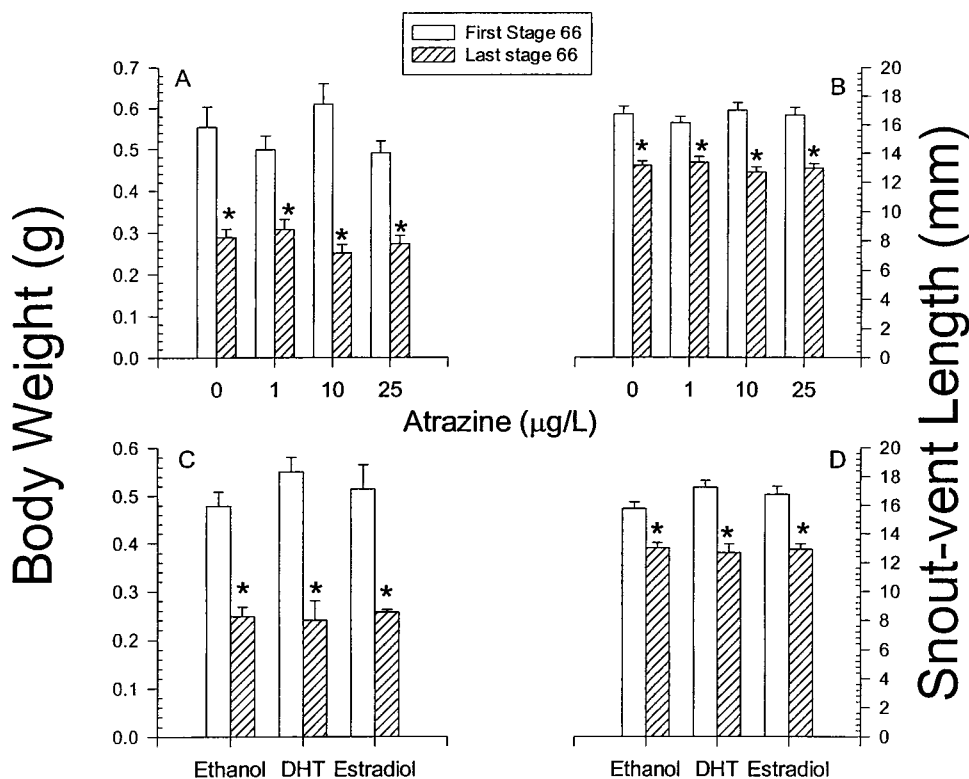 First Stage 66
Last stage 66
Body Weight (g)
Snout-vent Length (mm)
A
0.7
0.6
0.5
0.4
0.3
0.2
0.1
0.0
* * * *
0 1 10 25
B
20
18
16
14
12
10
8
6
4
2
0
* * * *
0 1 10 25
Atrazine (µg/L)
C
0.6
0.5
0.4
0.3
0.2
0.1
0.0
* * *
Ethanol DHT Estradiol
D
20
18
16
14
12
10
8
6
4
2
0
* * *
Ethanol DHT Estradiol